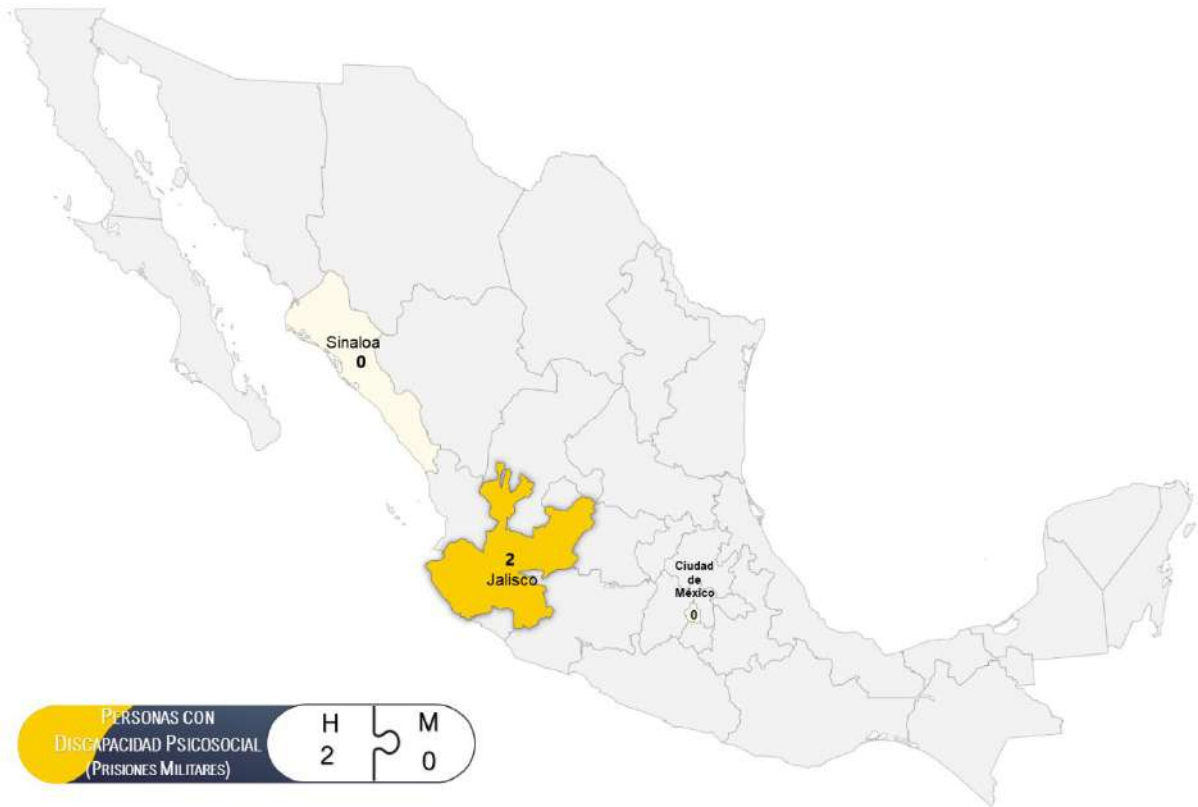 Sinaloa
0
2
Jalisco
Ciudad
de
México
0
PERSONAS CON
DISCAPACIDAD PSICOSOCIAL
(PRISIONES MILITARES)
H M
2 0